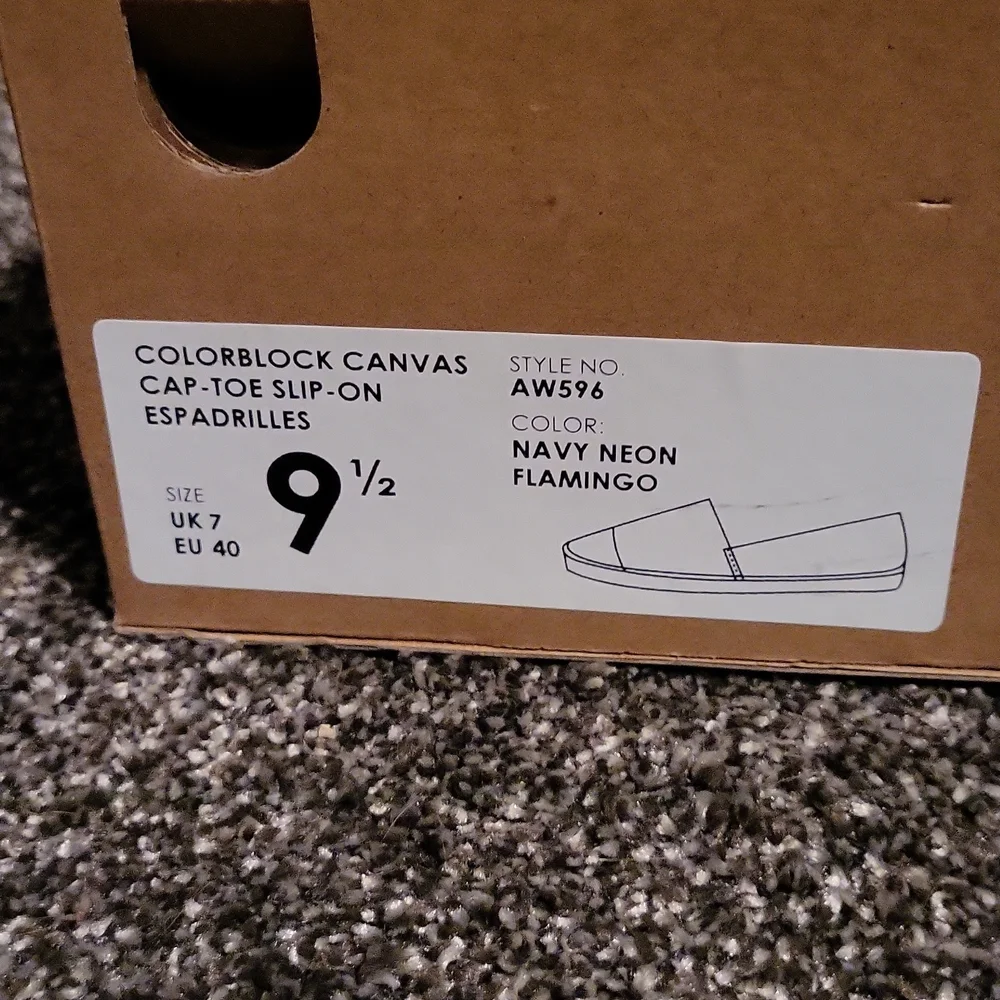 COLORBLOCK CANVAS
CAP-TOE SLIP-ON
ESPADRILLES
SIZE
UK 7
EU 40
9 ½
STYLE NO.
AW596
COLOR:
NAVY NEON
FLAMINGO